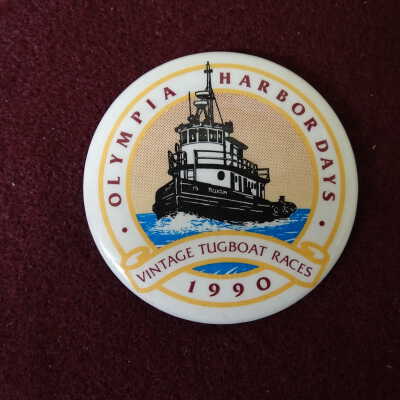 • OLYMPIA HARBOR DAYS •
VINTAGE TUGBOAT RACES
1990